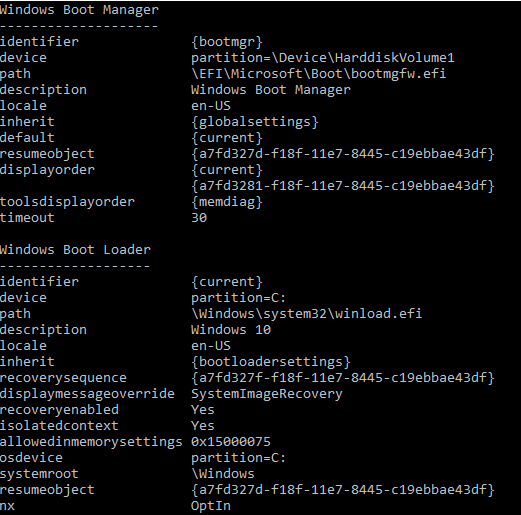 Windows Boot Manager
--------------------
identifier              {bootmgr}
device                  partition=\Device\HarddiskVolume1
path                    \EFI\Microsoft\Boot\bootmgfw.efi
description             Windows Boot Manager
locale                  en-US
inherit                 {globalsettings}
default                 {current}
resumeobject            {a7fd327d-f18f-11e7-8445-c19ebbae43df}
displayorder            {current}
                        {a7fd3281-f18f-11e7-8445-c19ebbae43df}
toolsdisplayorder       {memdiag}
timeout                 30

Windows Boot Loader
-------------------
identifier              {current}
device                  partition=C:
path                    \Windows\system32\winload.efi
description             Windows 10
locale                  en-US
inherit                 {bootloadersettings}
recoverysequence        {a7fd327f-f18f-11e7-8445-c19ebbae43df}
displaymessageoverride  SystemImageRecovery
recoveryenabled         Yes
isolatedcontext         Yes
allowedinmemorysettings 0x15000075
osdevice                partition=C:
systemroot              \Windows
resumeobject            {a7fd327d-f18f-11e7-8445-c19ebbae43df}
nx                      OptIn